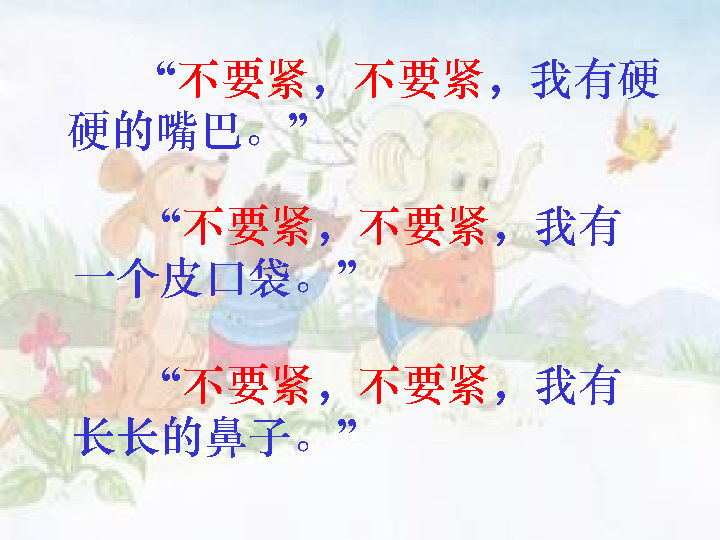 “不要紧，不要紧，我有硬
硬的嘴巴。”
“不要紧，不要紧，我有
一个皮口袋。”
“不要紧，不要紧，我有
长长的鼻子。”